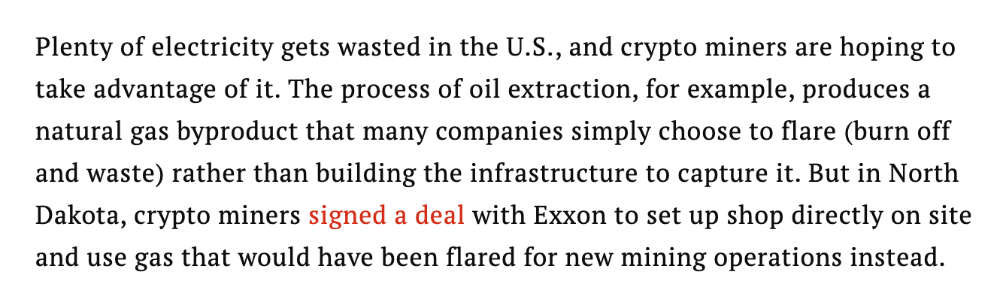 Plenty of electricity gets wasted in the U.S., and crypto miners are hoping to
take advantage of it. The process of oil extraction, for example, produces a
natural gas byproduct that many companies simply choose to flare (burn off
and waste) rather than building the infrastructure to capture it. But in North
Dakota, crypto miners signed a deal with Exxon to set up shop directly on site
and use gas that would have been flared for new mining operations instead.